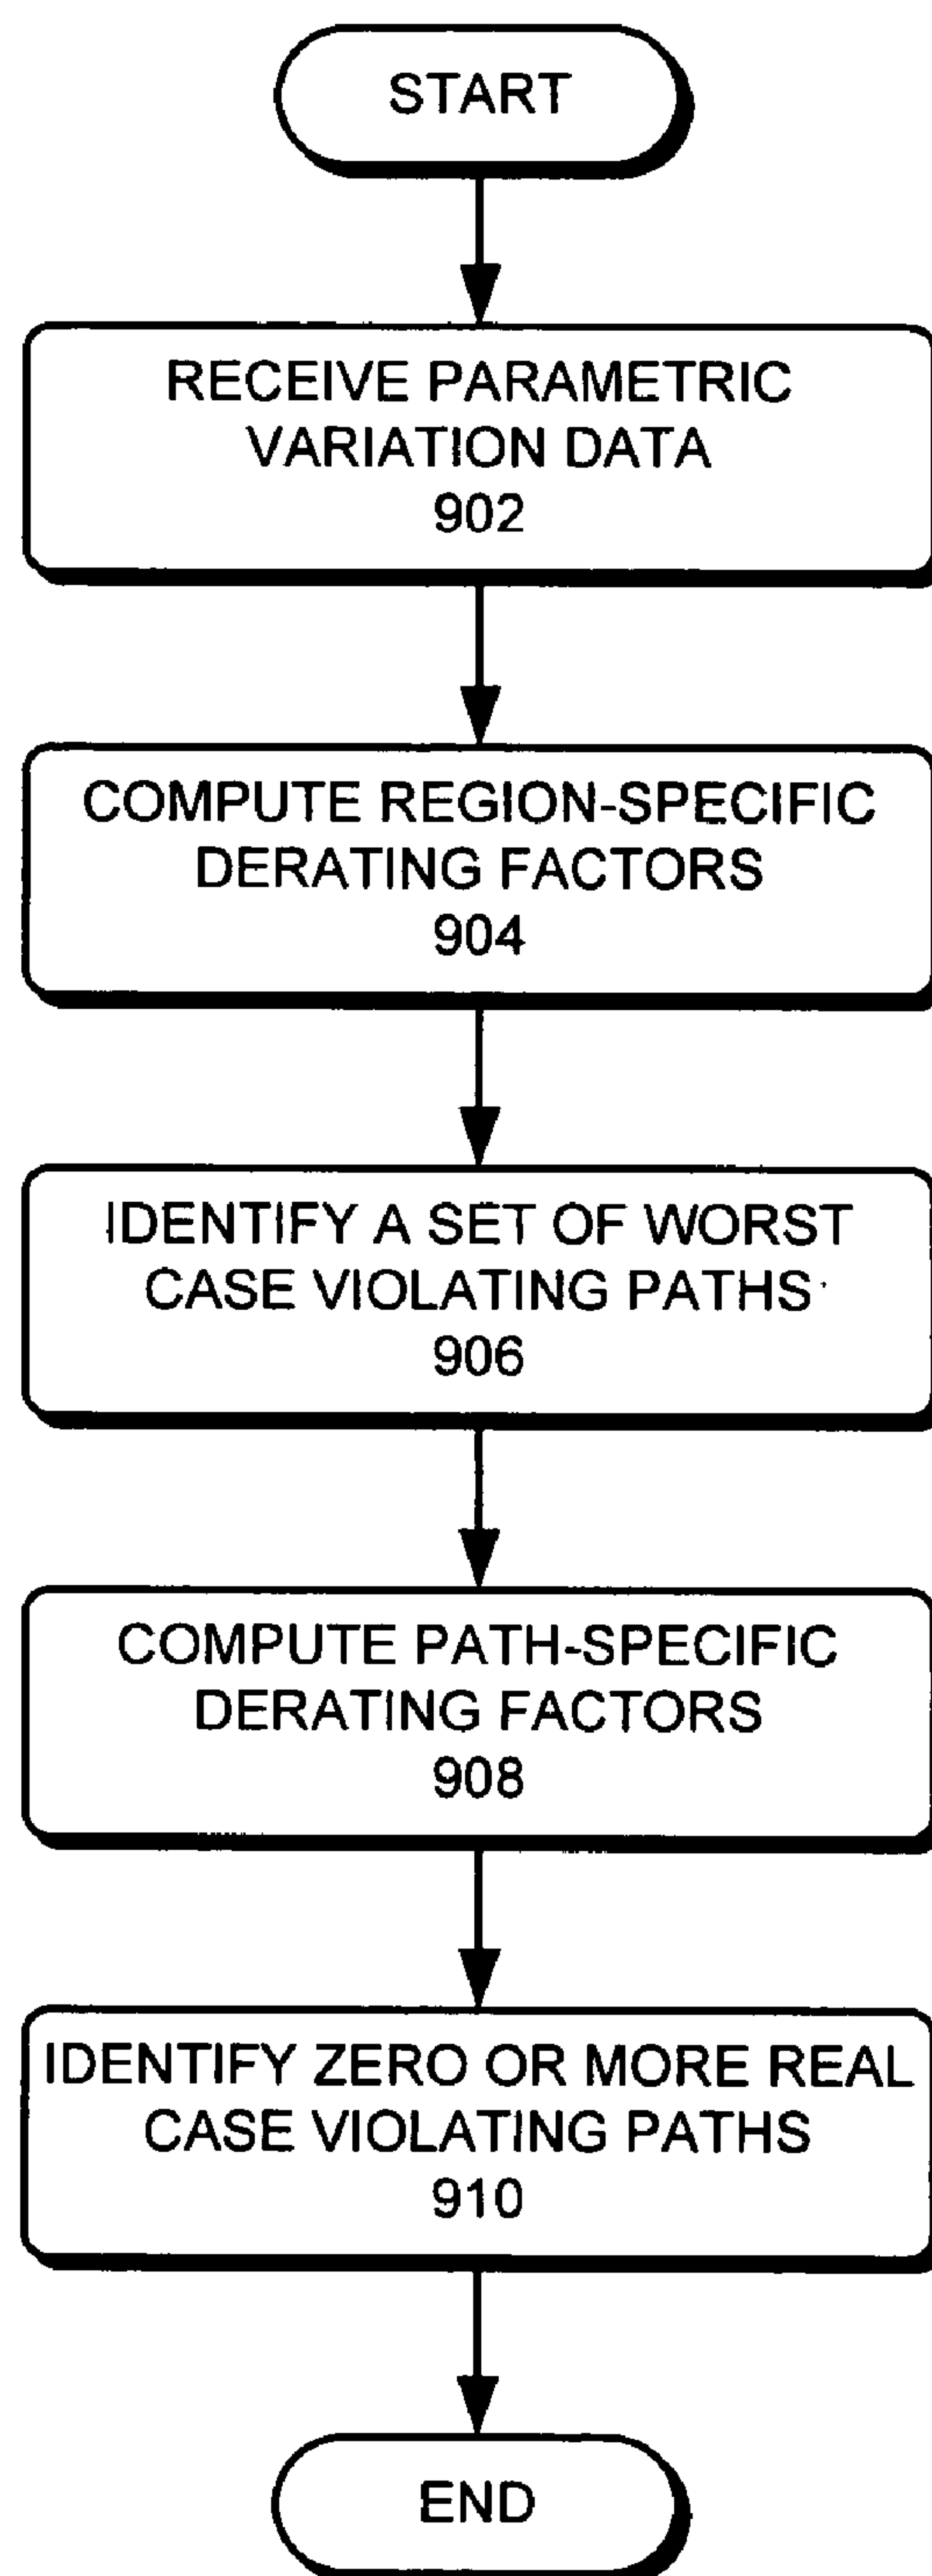 START
RECEIVE PARAMETRIC
VARIATION DATA
902
COMPUTE REGION-SPECIFIC
DERATING FACTORS
904
IDENTIFY A SET OF WORST
CASE VIOLATING PATHS
906
COMPUTE PATH-SPECIFIC
DERATING FACTORS
908
IDENTIFY ZERO OR MORE REAL
CASE VIOLATING PATHS
910
END